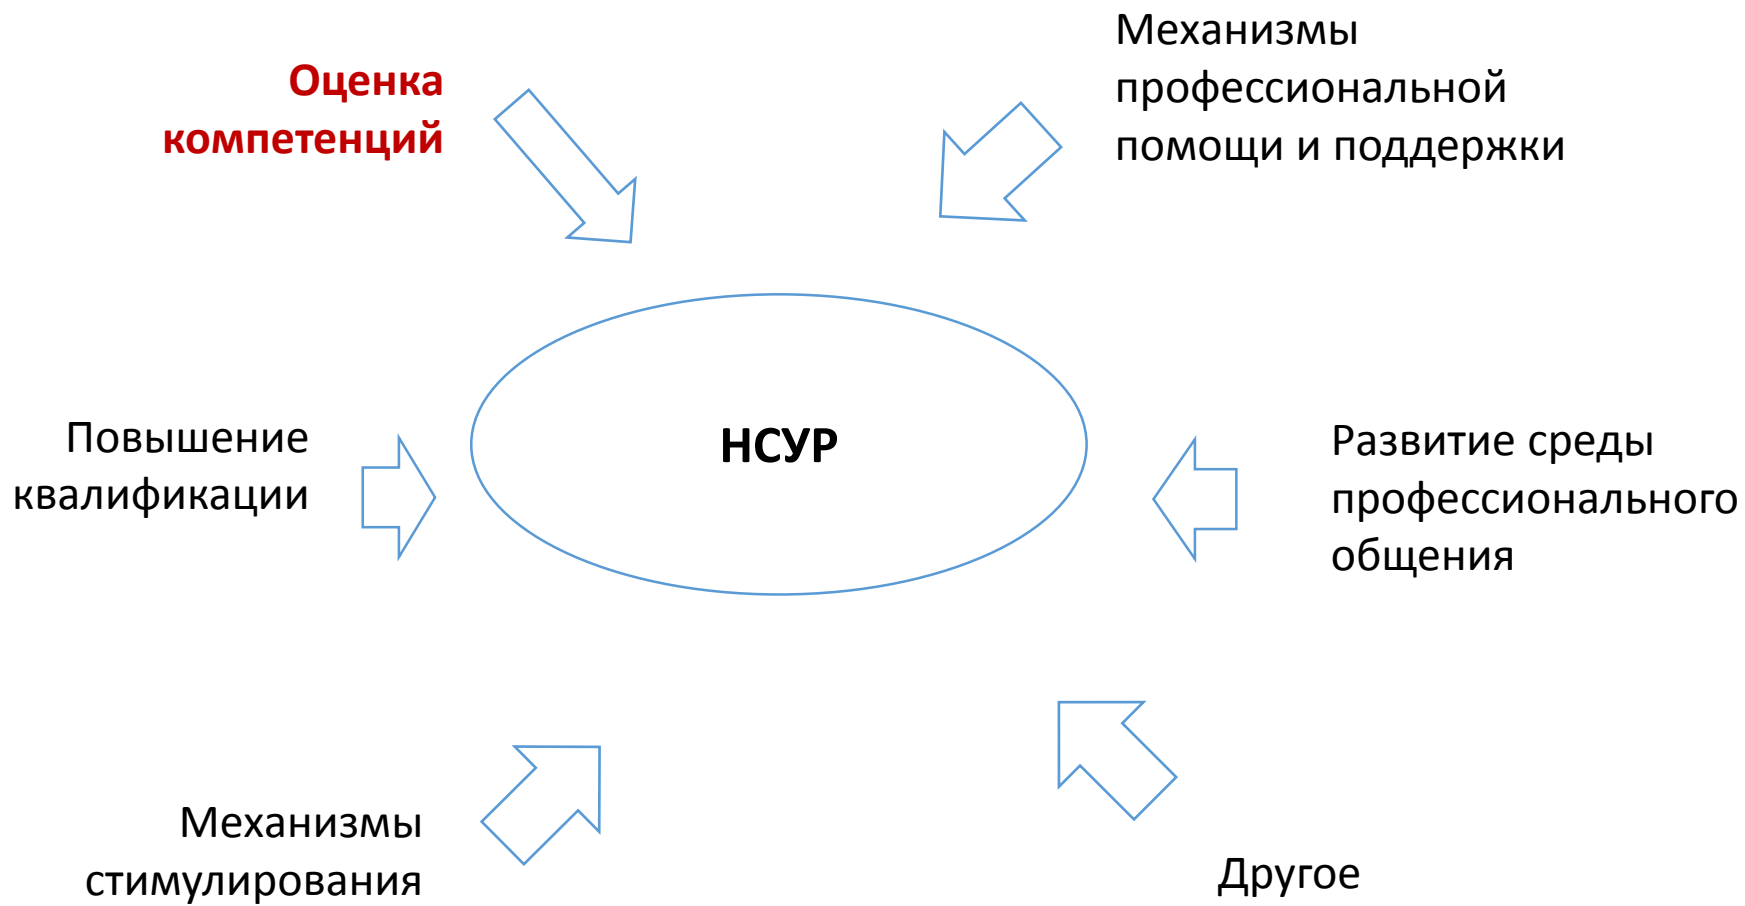 Оценка
компетенций
Механизмы
профессиональной
помощи и поддержки
НСУР
Повышение
квалификации
Развитие среды
профессионального
общения
Механизмы
стимулирования
Другое